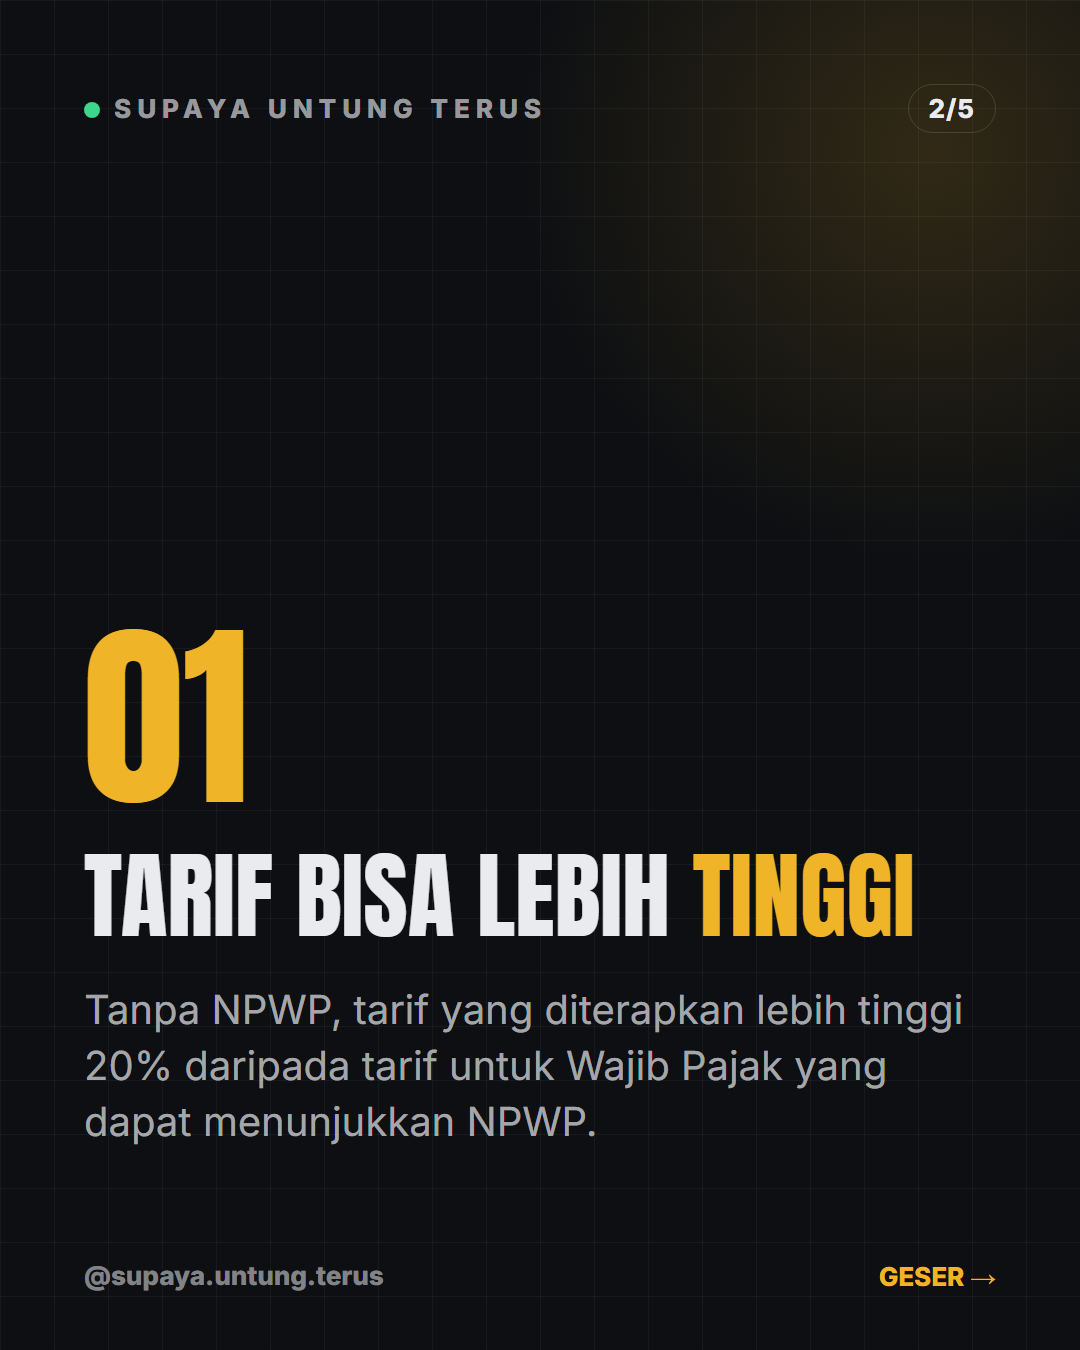 SUPAYA UNTUNG TERUS
2/5
01
TARIF BISA LEBIH TINGGI
Tanpa NPWP, tarif yang diterapkan lebih tinggi
20% daripada tarif untuk Wajib Pajak yang
dapat menunjukkan NPWP.
@supaya.untung.terus
GESER →